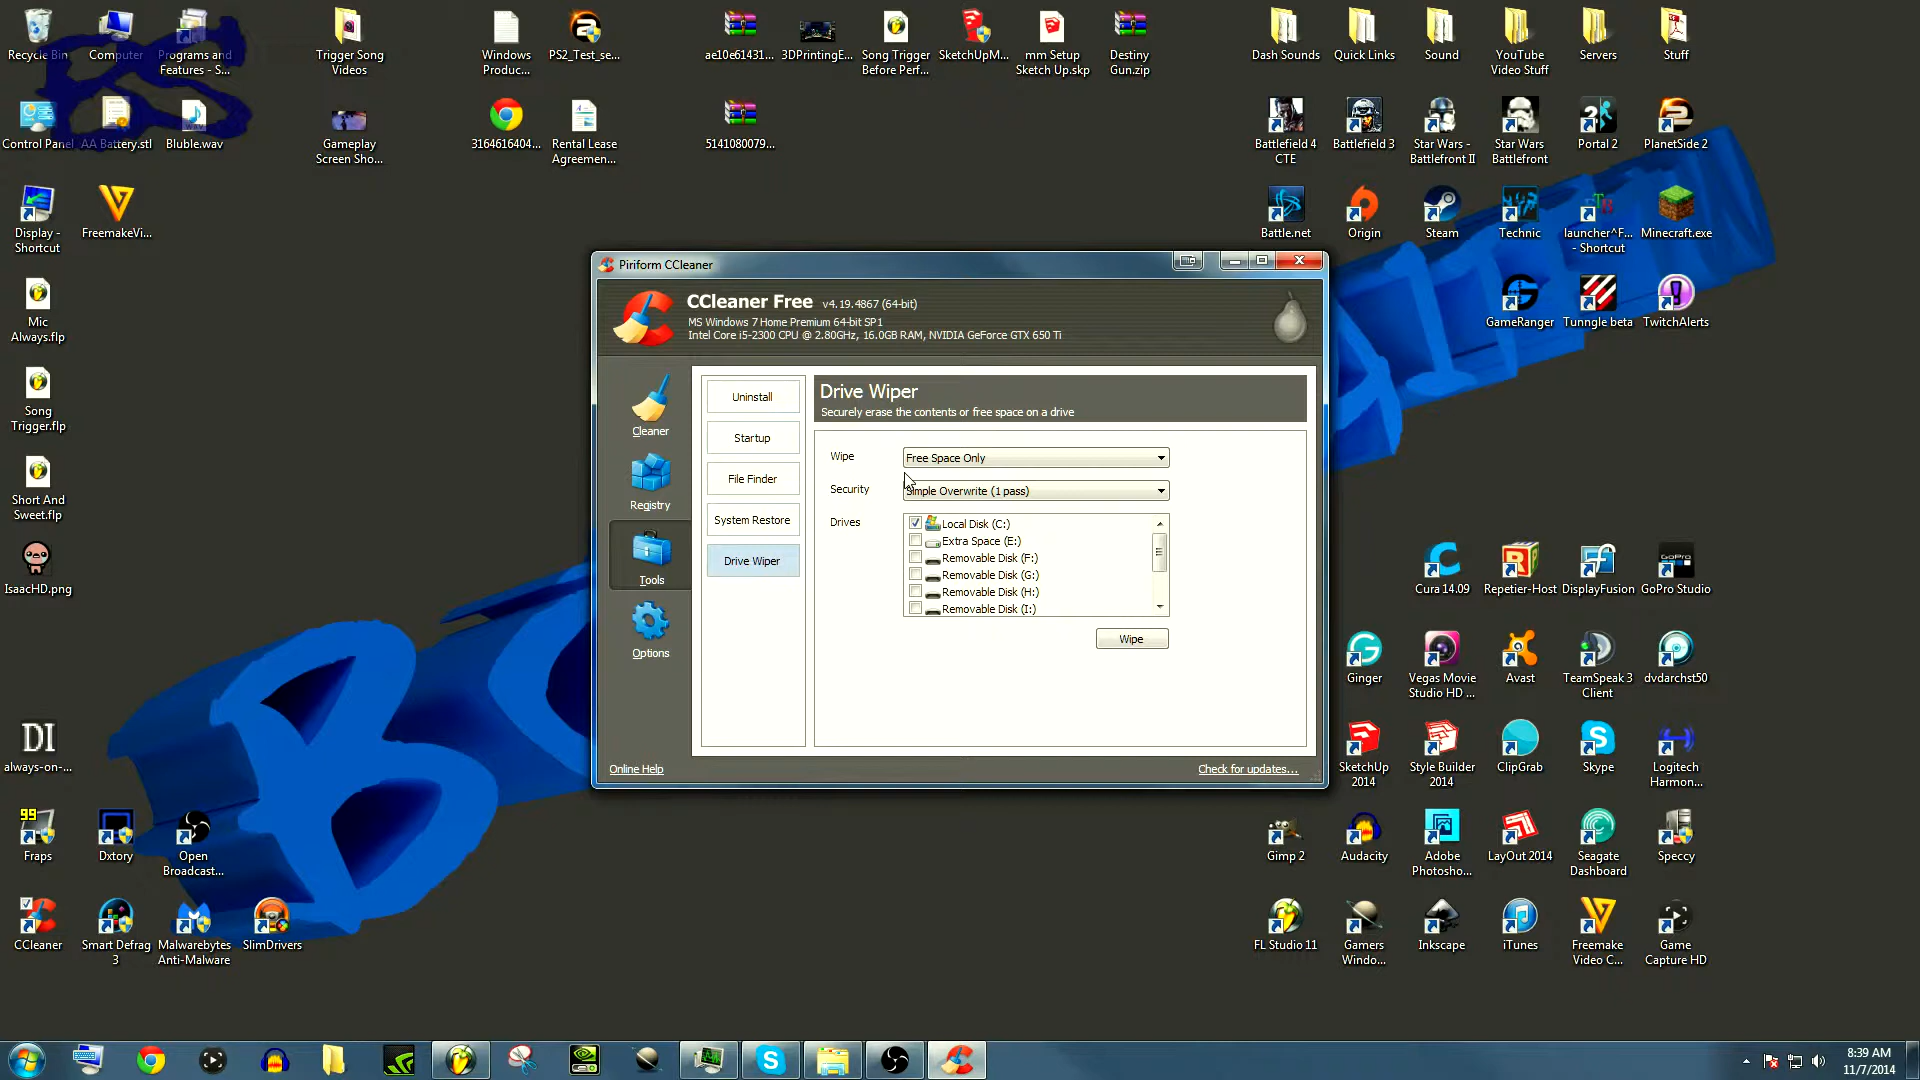 Recycle Bin
Computer
Programs and
Features - S...
Trigger Song
Videos
Windows
Produc...
PS2_Test_se...
ae10e61431...
3DPrintingE...
Song Trigger
Before Perf...
SketchUpM...
mm Setup
Sketch Up.skp
Destiny
Gun.zip
Dash Sounds
Quick Links
Sound
YouTube
Video Stuff
Servers
Stuff
Control Panel
AA Battery.stl
Bluble.wav
Gameplay
Screen Sho...
3164616404...
Rental Lease
Agreemen...
5141080079...
Battlefield 4
CTE
Battlefield 3
Star Wars -
Battlefront II
Star Wars
Battlefront
Portal 2
PlanetSide 2
Display -
Shortcut
FreemakeVi...
Battle.net
Origin
Steam
Technic
launcher^F...
- Shortcut
Minecraft.exe
Mic
Always.flp
GameRanger
Tunngle beta
TwitchAlerts
Song
Trigger.flp
Short And
Sweet.flp
IsaacHD.png
Piriform CCleaner
CCleaner Free v4.19.4867 (64-bit)
MS Windows 7 Home Premium 64-bit SP1
Intel Core i5-2300 CPU @ 2.80GHz, 16.0GB RAM, NVIDIA GeForce GTX 650 Ti
Cleaner
Registry
Tools
Options
Uninstall
Startup
File Finder
System Restore
Drive Wiper
Drive Wiper
Securely erase the contents or free space on a drive
Wipe Free Space Only
Security Simple Overwrite (1 pass)
Drives Local Disk (C:)
Extra Space (E:)
Removable Disk (F:)
Removable Disk (G:)
Removable Disk (H:)
Removable Disk (I:)
Wipe
Online Help
Check for updates...
Cura 14.09
Repetier-Host
DisplayFusion
GoPro Studio
Ginger
Vegas Movie
Studio HD ...
Avast
TeamSpeak 3
Client
dvdarchst50
DI
always-on-...
SketchUp
2014
Style Builder
2014
ClipGrab
Skype
Logitech
Harmon...
99
Fraps
Dxtory
Open
Broadcast...
Gimp 2
Audacity
Adobe
Photosho...
LayOut 2014
Seagate
Dashboard
Speccy
CCleaner
Smart Defrag
3
Malwarebytes
Anti-Malware
SlimDrivers
FL Studio 11
Gamers
Windo...
Inkscape
iTunes
Freemake
Video C...
Game
Capture HD
8:39 AM
11/7/2014